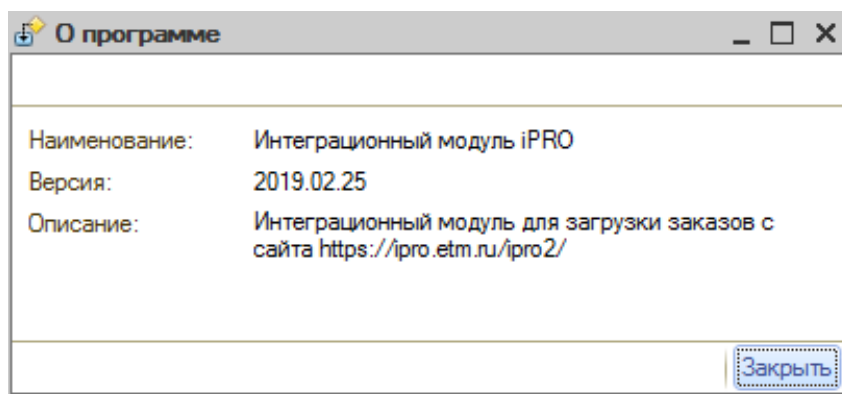 О программе
Наименование: Интеграционный модуль iPRO
Версия: 2019.02.25
Описание: Интеграционный модуль для загрузки заказов с
сайта https://ipro.etm.ru/ipro2/
Закрыть